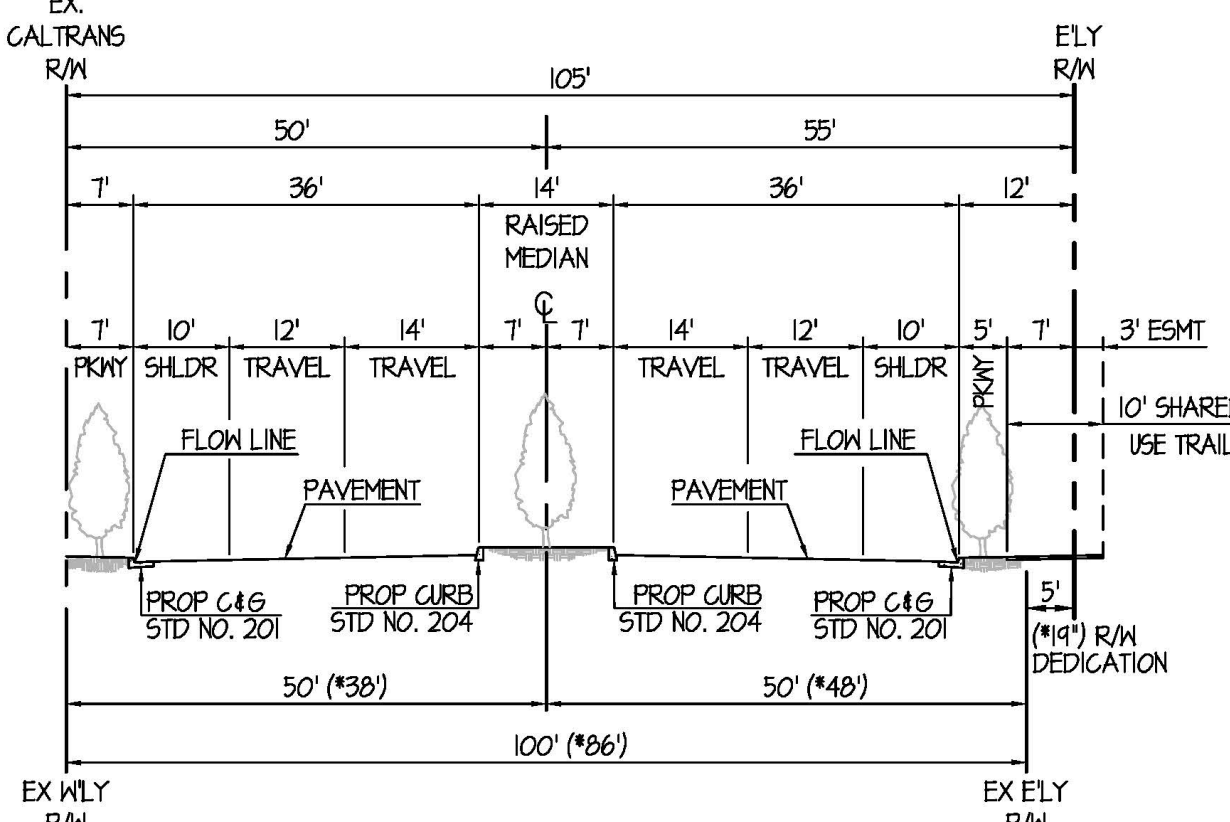 EX.
CALTRANS
R/W
E'LY
R/W
105'
50'
55'
7'
36'
14'
36'
12'
RAISED
MEDIAN
℄
7'
10'
12'
14'
7'
7'
14'
12'
10'
5'
7'
3' ESMT
PKWY
SHLDR
TRAVEL
TRAVEL
TRAVEL
TRAVEL
SHLDR
PKWY
10' SHARED
USE TRAIL
FLOW LINE
FLOW LINE
PAVEMENT
PAVEMENT
PROP C&G
STD NO. 201
PROP CURB
STD NO. 204
PROP CURB
STD NO. 204
PROP C&G
STD NO. 201
5'
(*19") R/W
DEDICATION
50' (*38')
50' (*48')
100' (*86')
EX W'LY
R/W
EX E'LY
R/W